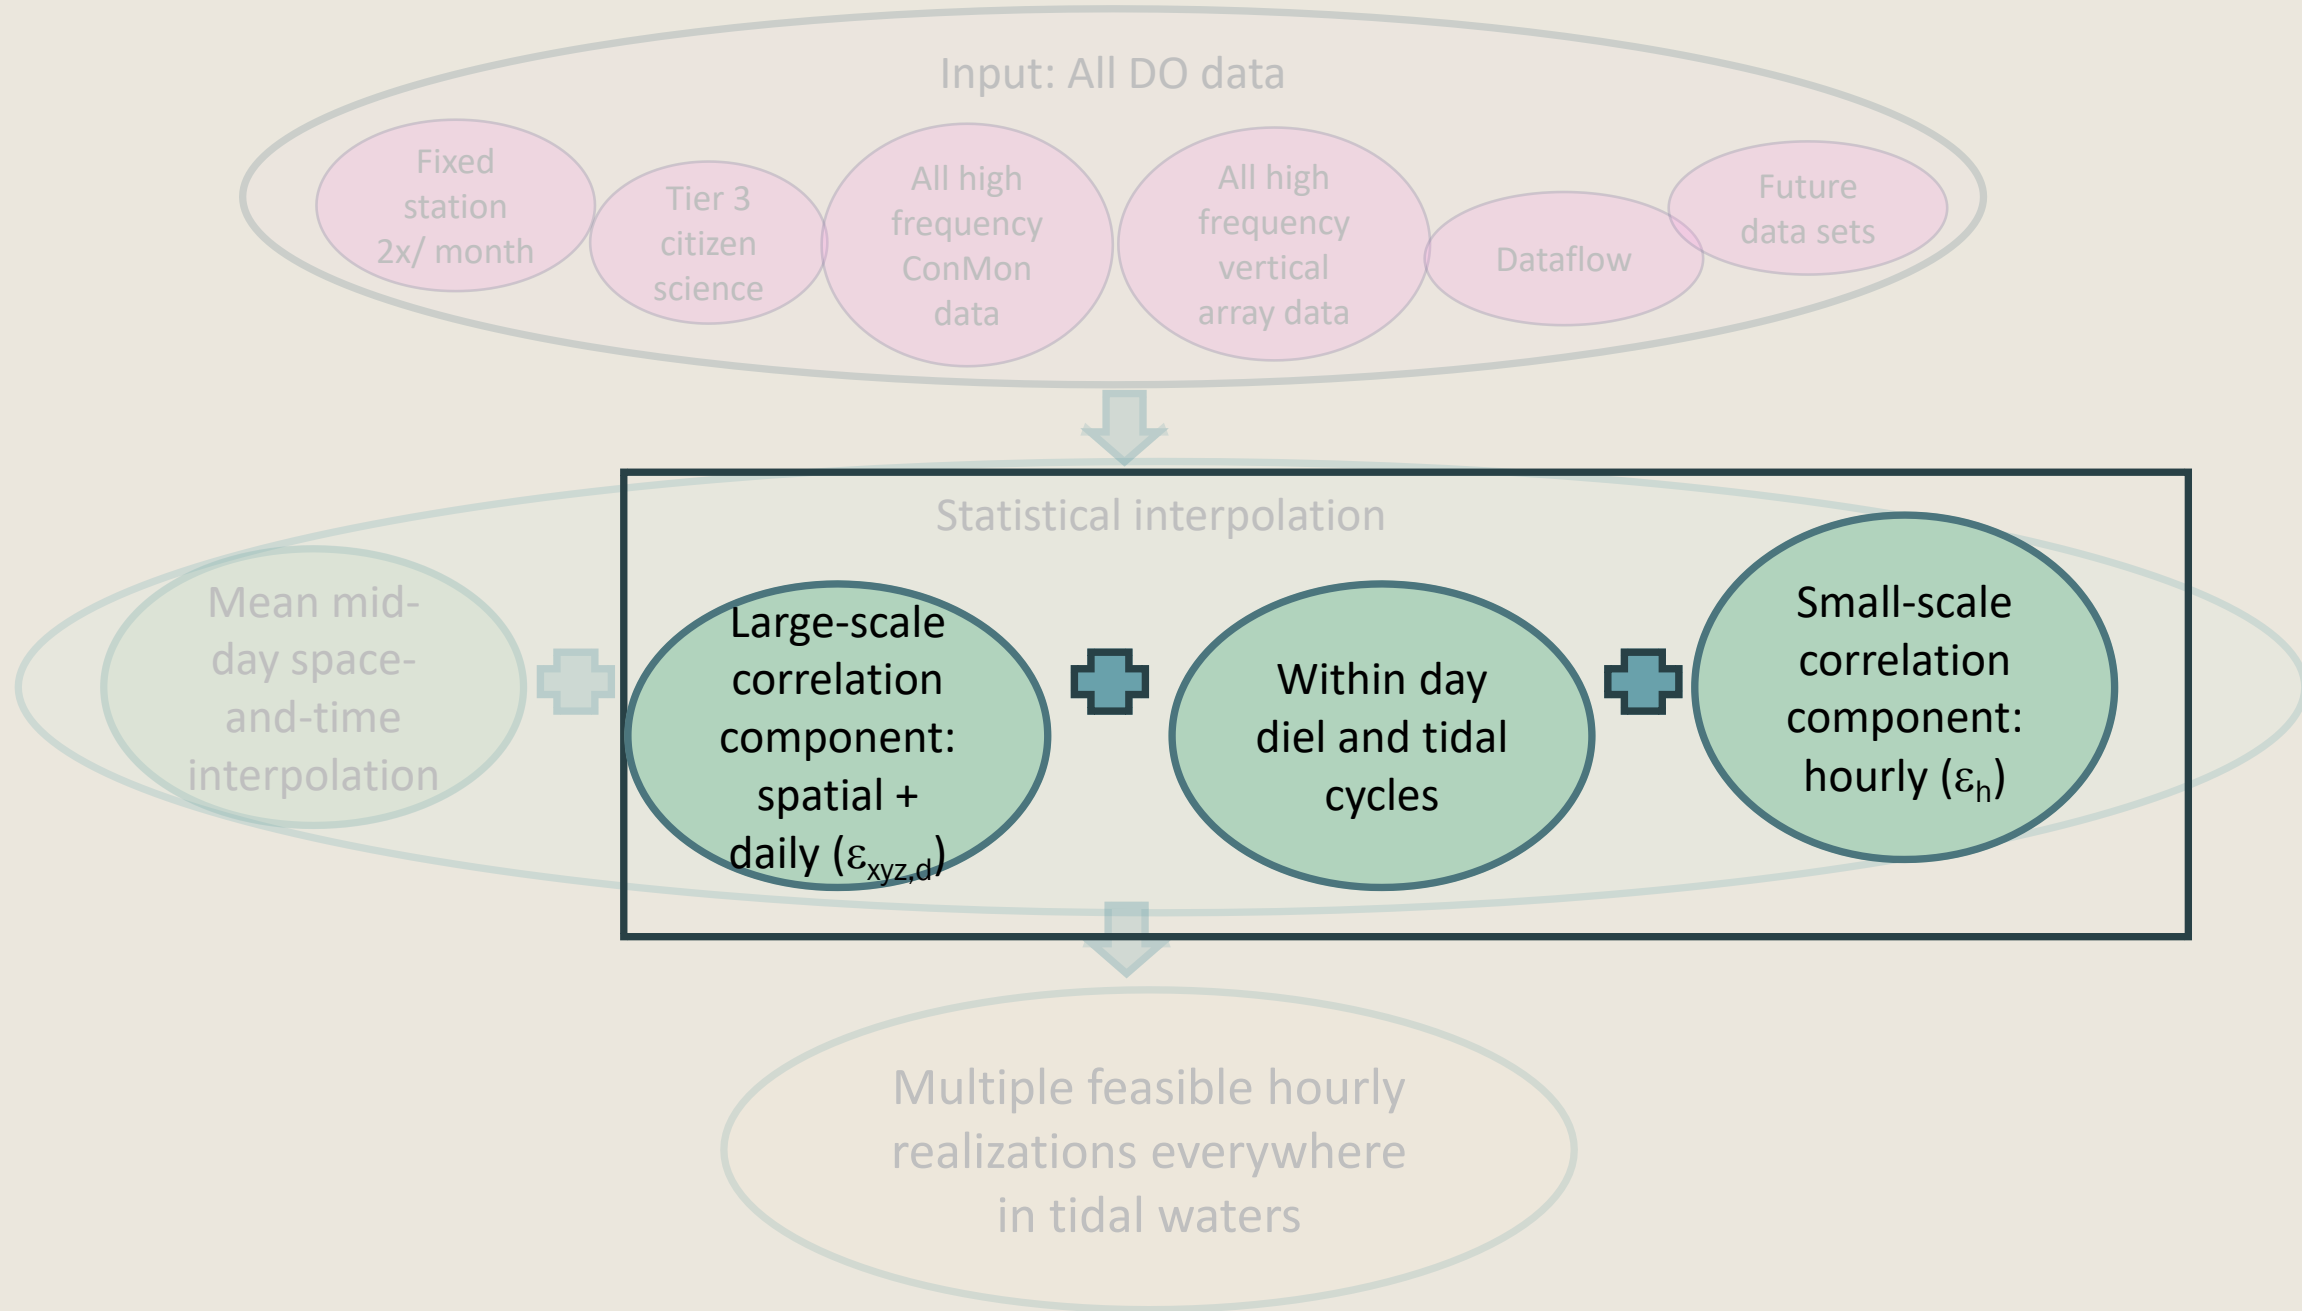 Input: All DO data
Fixed
station
2x/ month
Tier 3
citizen
science
All high
frequency
ConMon
data
All high
frequency
vertical
array data
Dataflow
Future
data sets
Statistical interpolation
Mean mid-
day space-
and-time
interpolation
Large-scale
correlation
component:
spatial +
daily (εxyz,d)
Within day
diel and tidal
cycles
Small-scale
correlation
component:
hourly (εh)
Multiple feasible hourly
realizations everywhere
in tidal waters